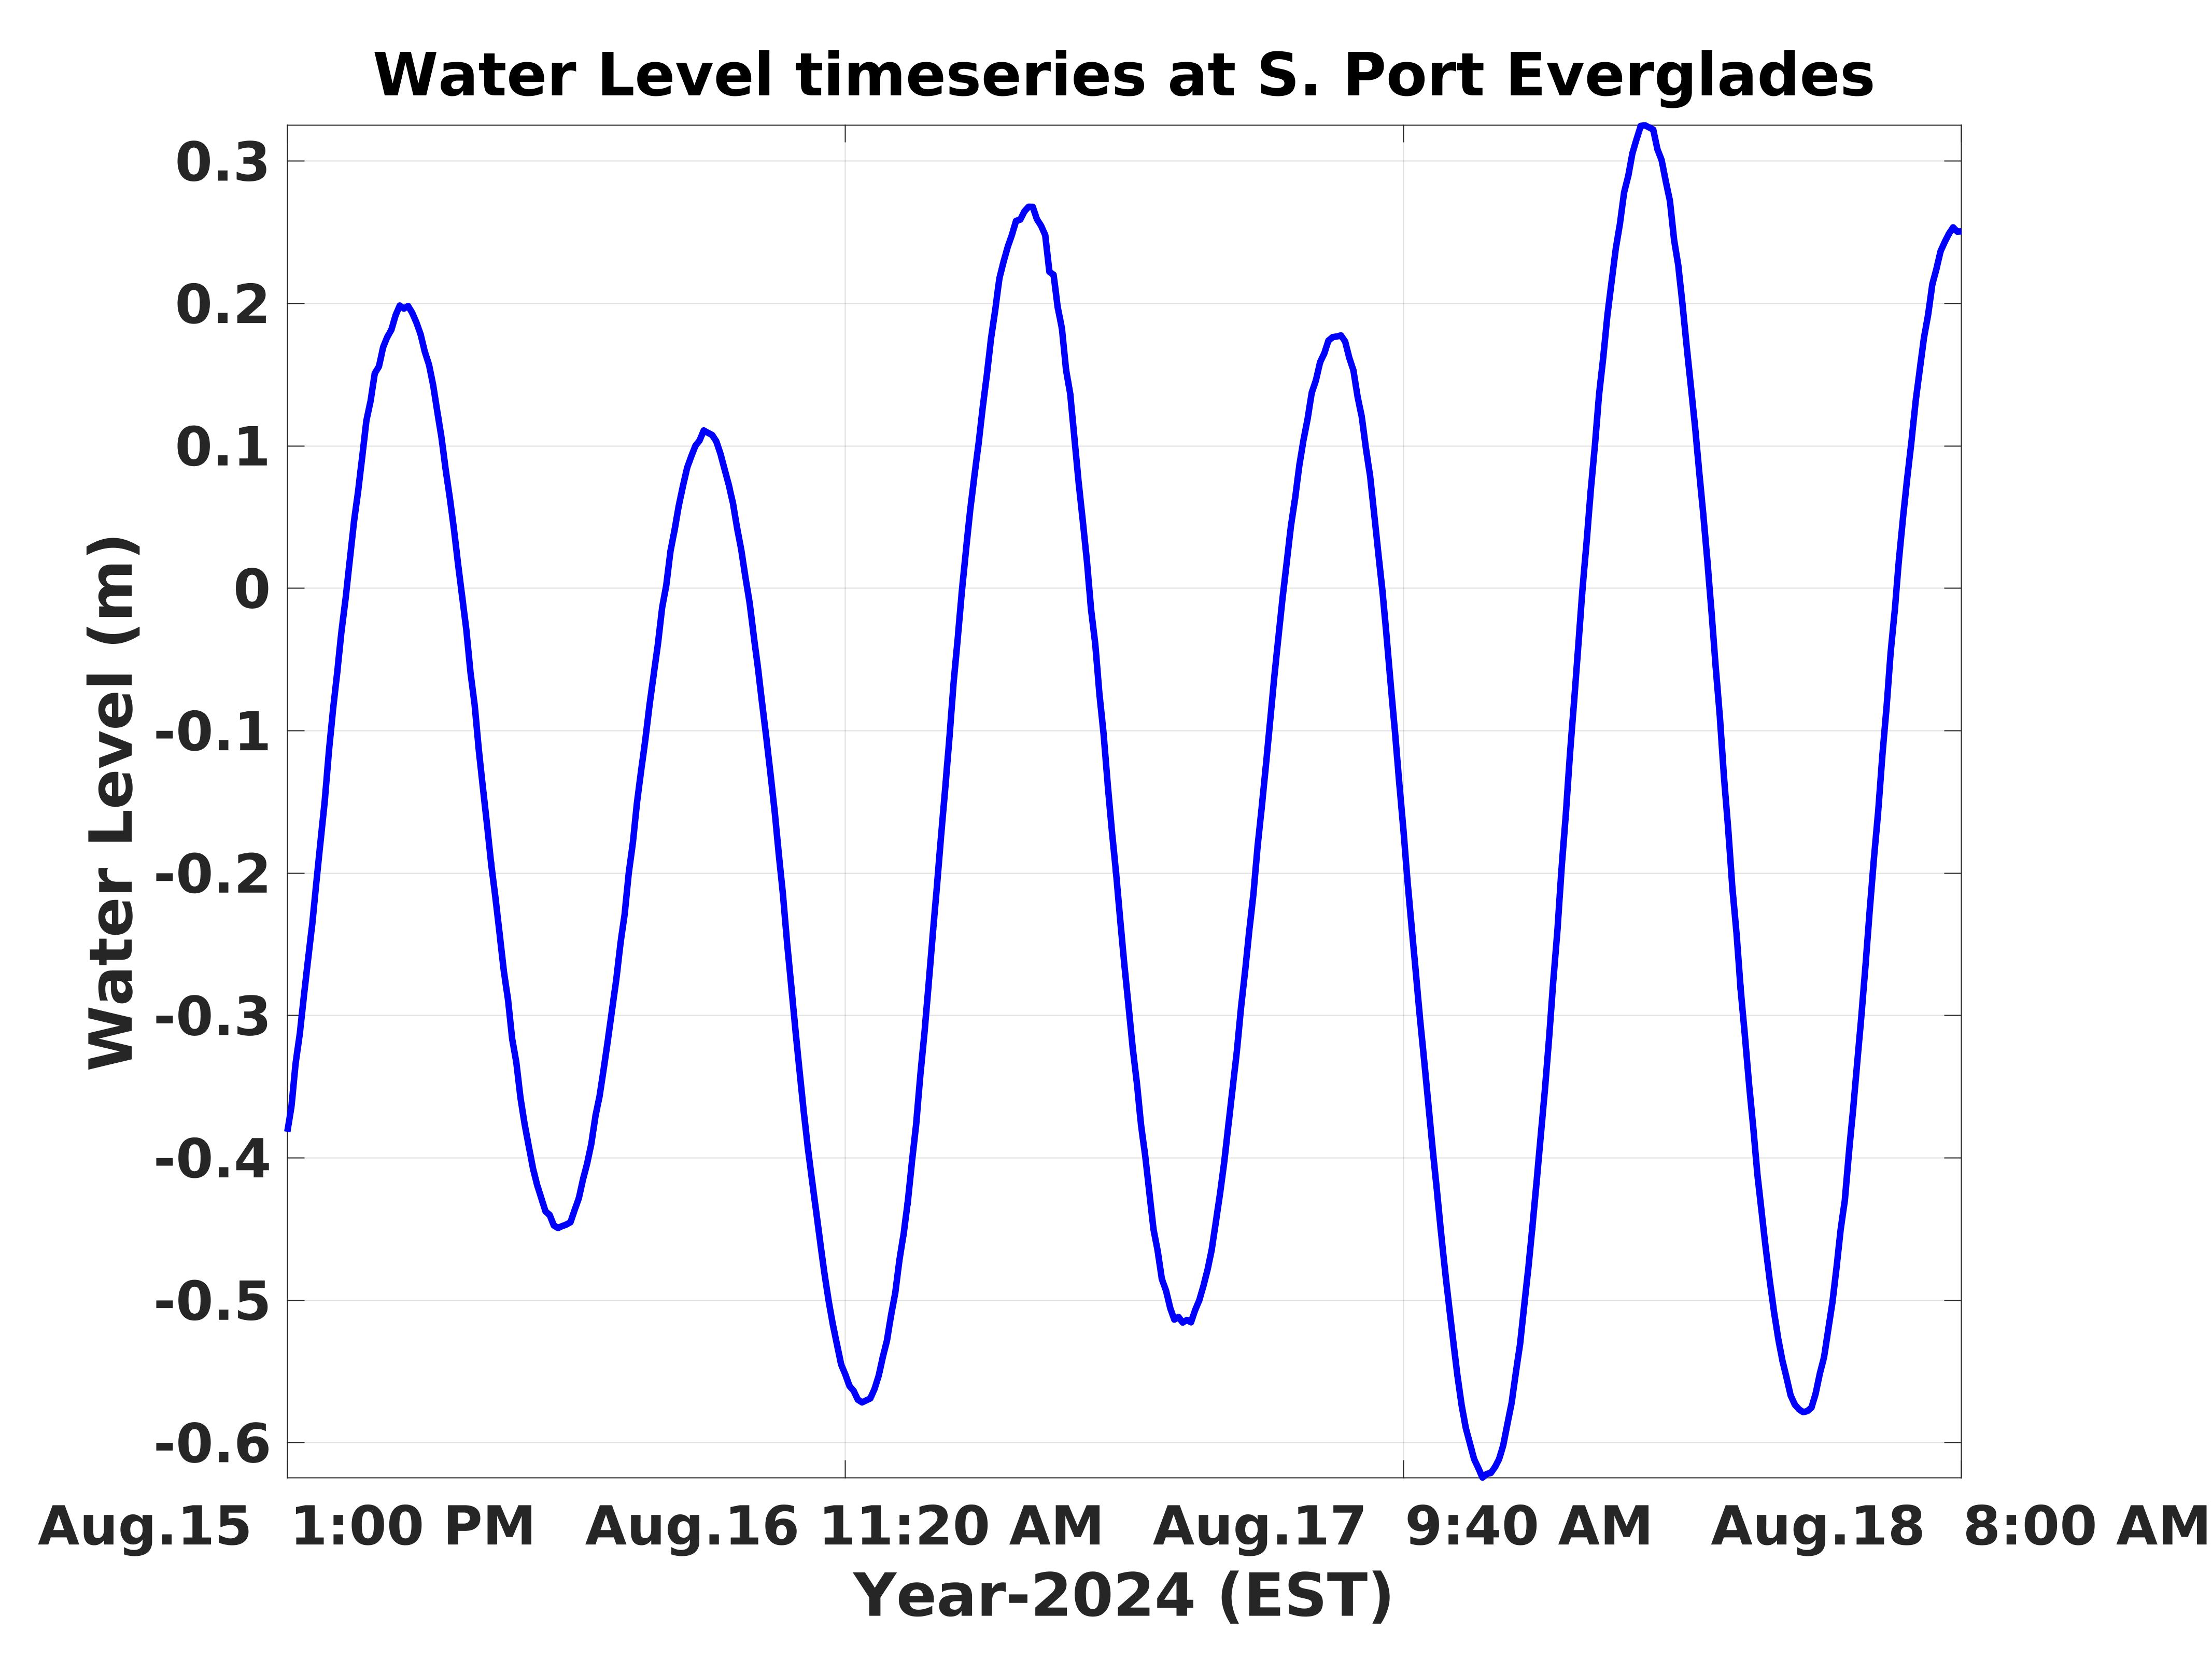 Water Level timeseries at S. Port Everglades
0.3
0.2
0.1
0
-0.1
-0.2
-0.3
-0.4
-0.5
-0.6
Water Level (m)
Aug.15 1:00 PM Aug.16 11:20 AM Aug.17 9:40 AM Aug.18 8:00 AM
Year-2024 (EST)